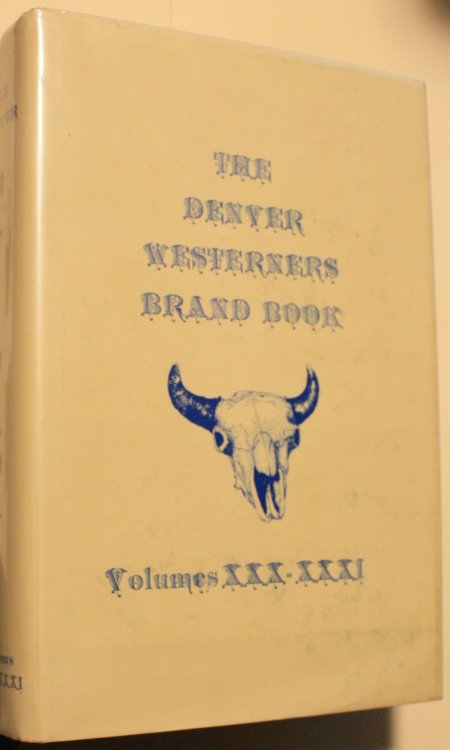 THE
DENVER
WESTERNERS
BRAND BOOK
Volumes XXX-XXXI